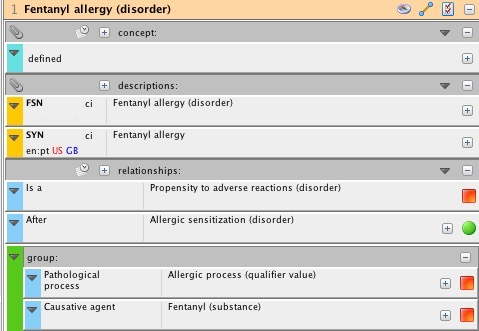 1 Fentanyl allergy (disorder)
concept:
defined
descriptions:
FSN ci Fentanyl allergy (disorder)
SYN ci Fentanyl allergy
en:pt US GB
relationships:
Is a Propensity to adverse reactions (disorder)
After Allergic sensitization (disorder)
group:
Pathological Allergic process (qualifier value)
process
Causative agent Fentanyl (substance)